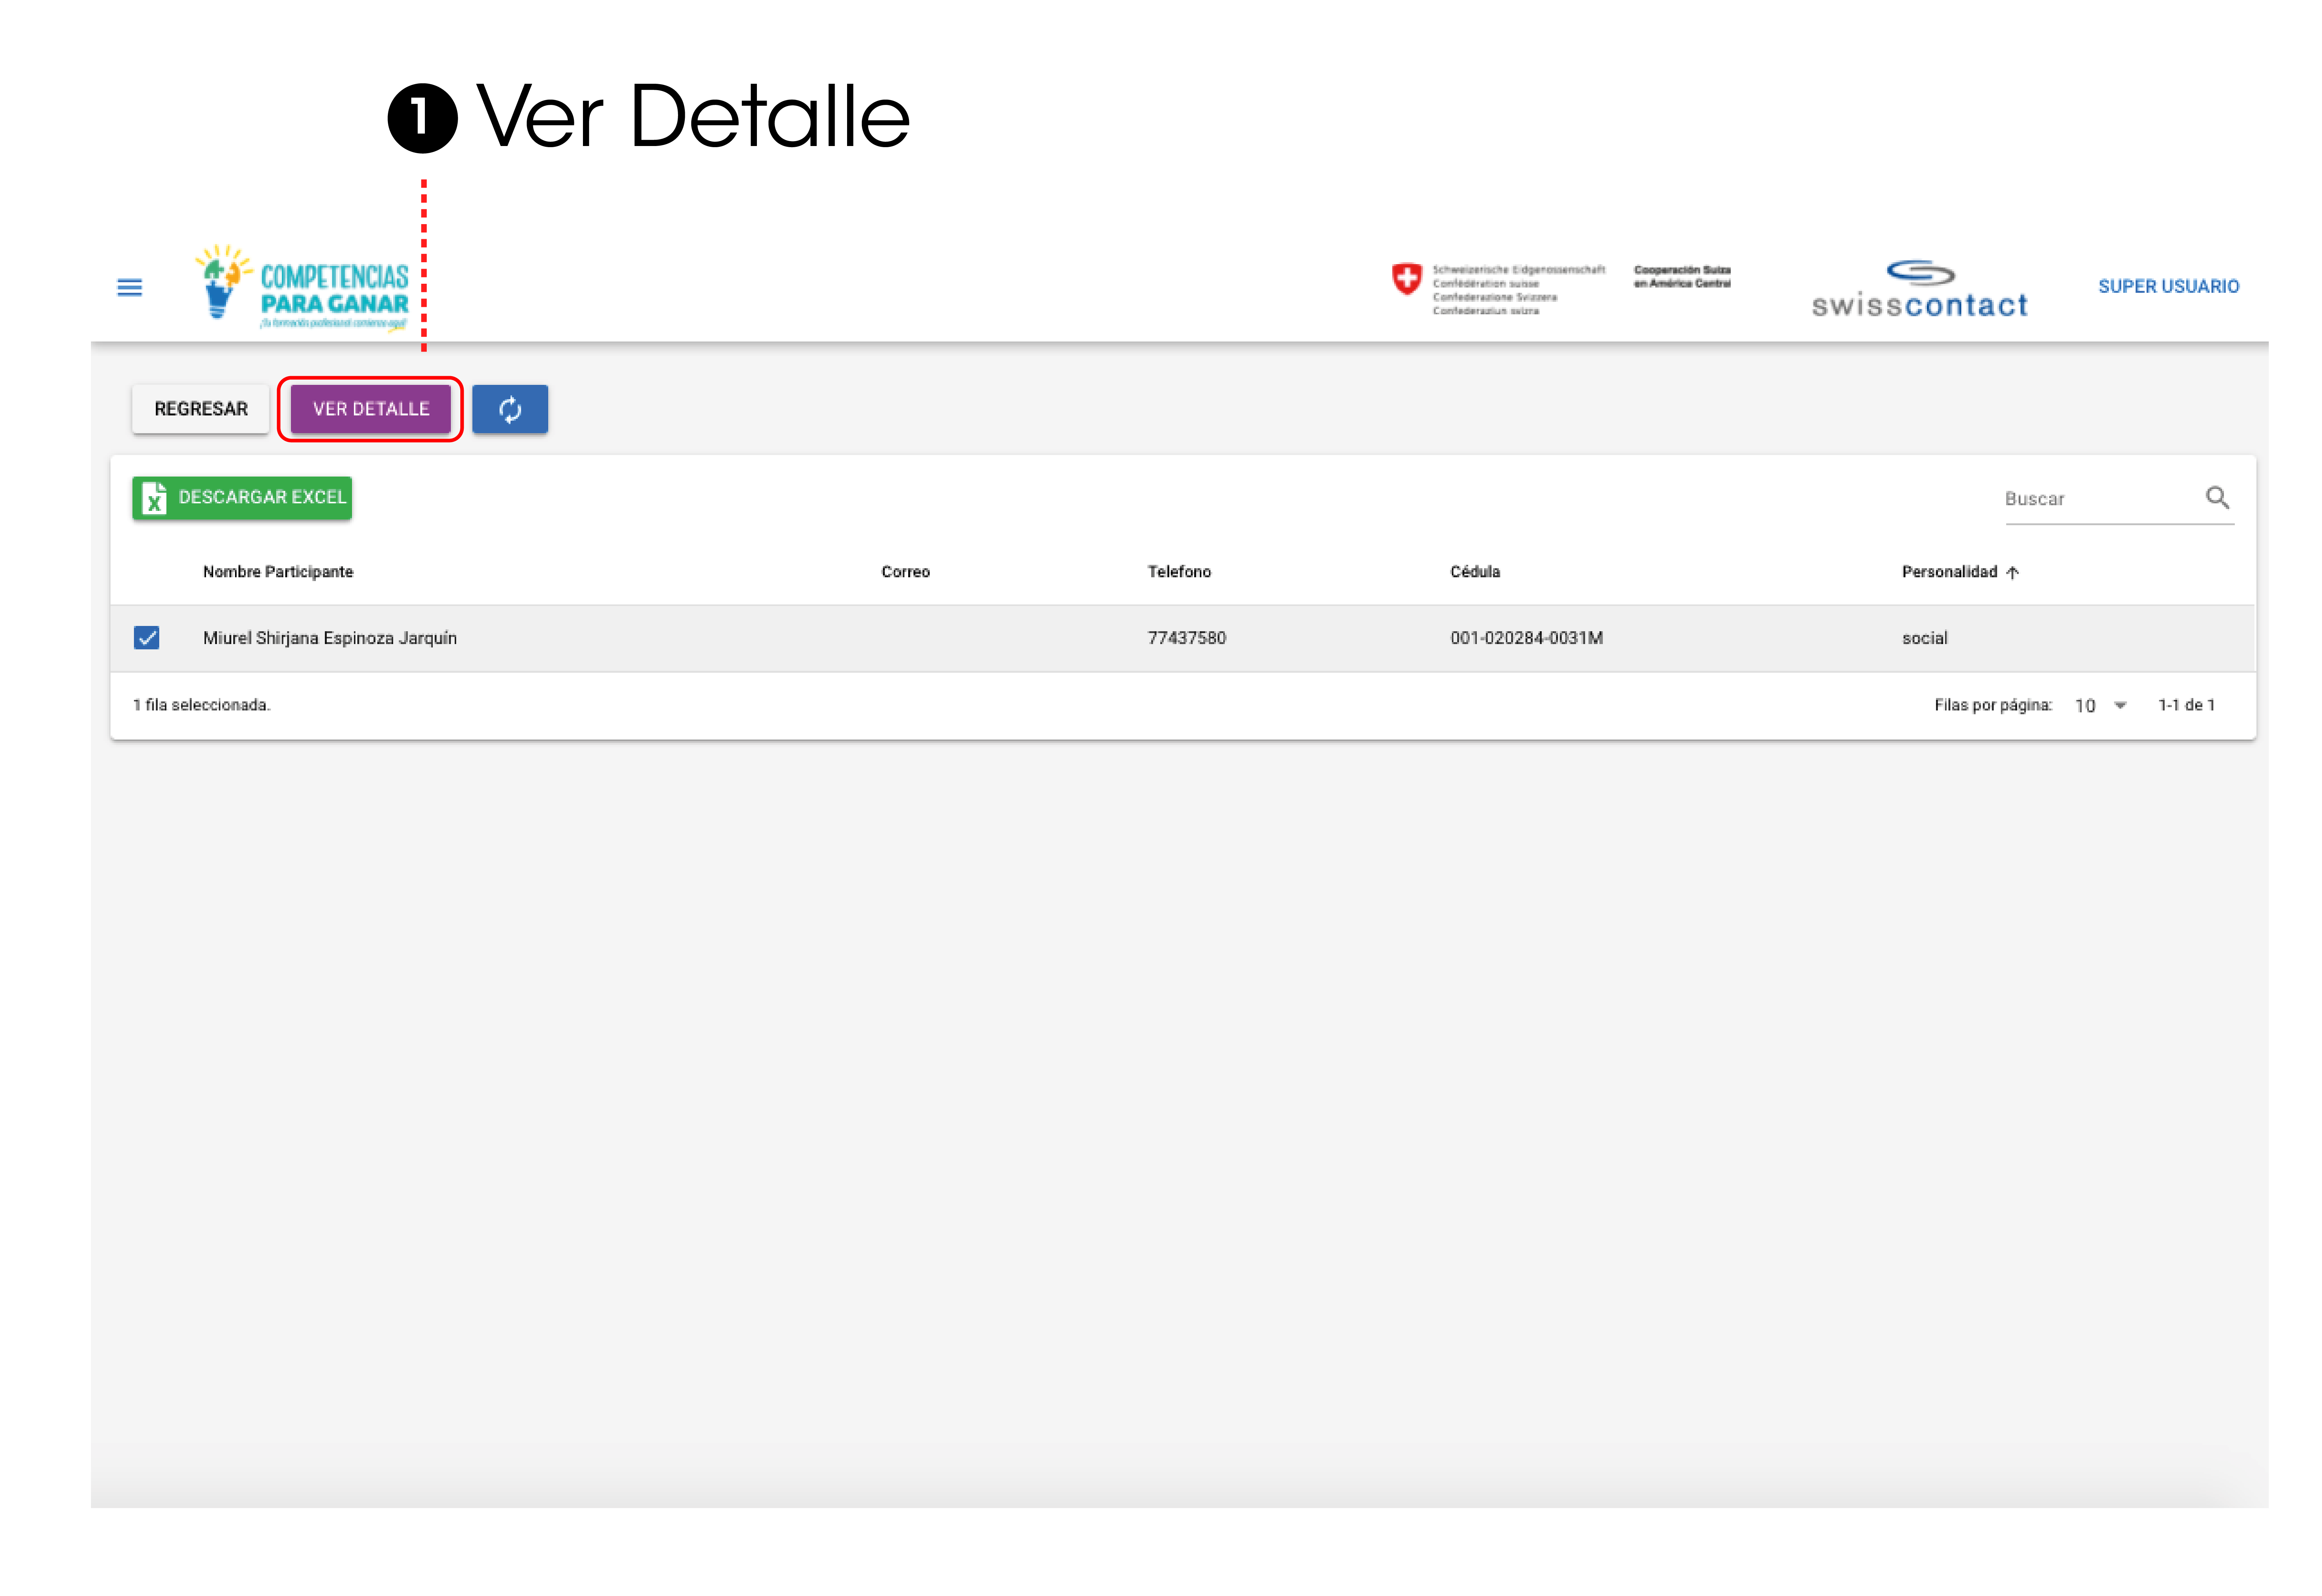 1 Ver Detalle
COMPETENCIAS
PARA GANAR
¡Tu formación profesional comienza aquí!
Schweizerische Eidgenossenschaft
Confédération suisse
Confederazione Svizzera
Confederaziun svizra
Cooperación Suiza
en América Central
swisscontact
SUPER USUARIO
REGRESAR
VER DETALLE
DESCARGAR EXCEL
Buscar
Nombre Participante Correo Telefono Cédula Personalidad
Miurel Shirjana Espinoza Jarquín 77437580 001-020284-0031M social
1 fila seleccionada.
Filas por página: 10 1-1 de 1